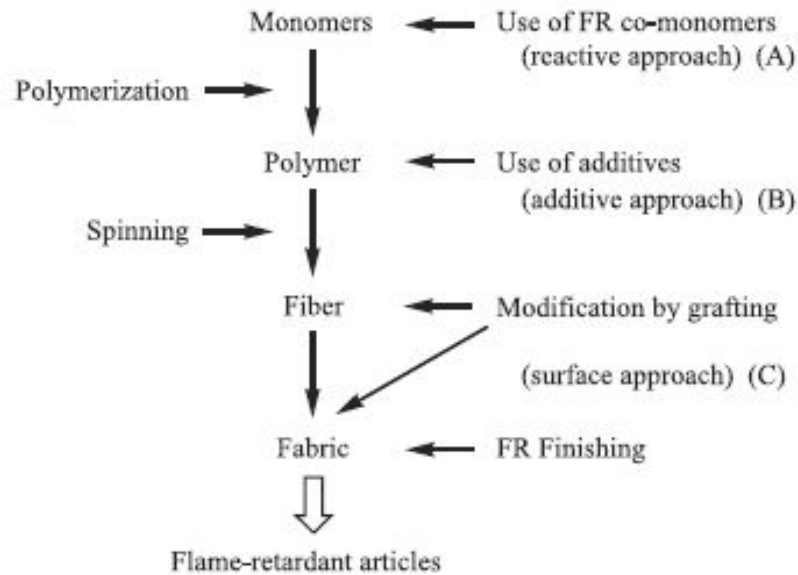 Monomers
Use of FR co-monomers
(reactive approach) (A)
Polymerization
Polymer
Use of additives
(additive approach) (B)
Spinning
Fiber
Modification by grafting
(surface approach) (C)
Fabric
FR Finishing
Flame-retardant articles